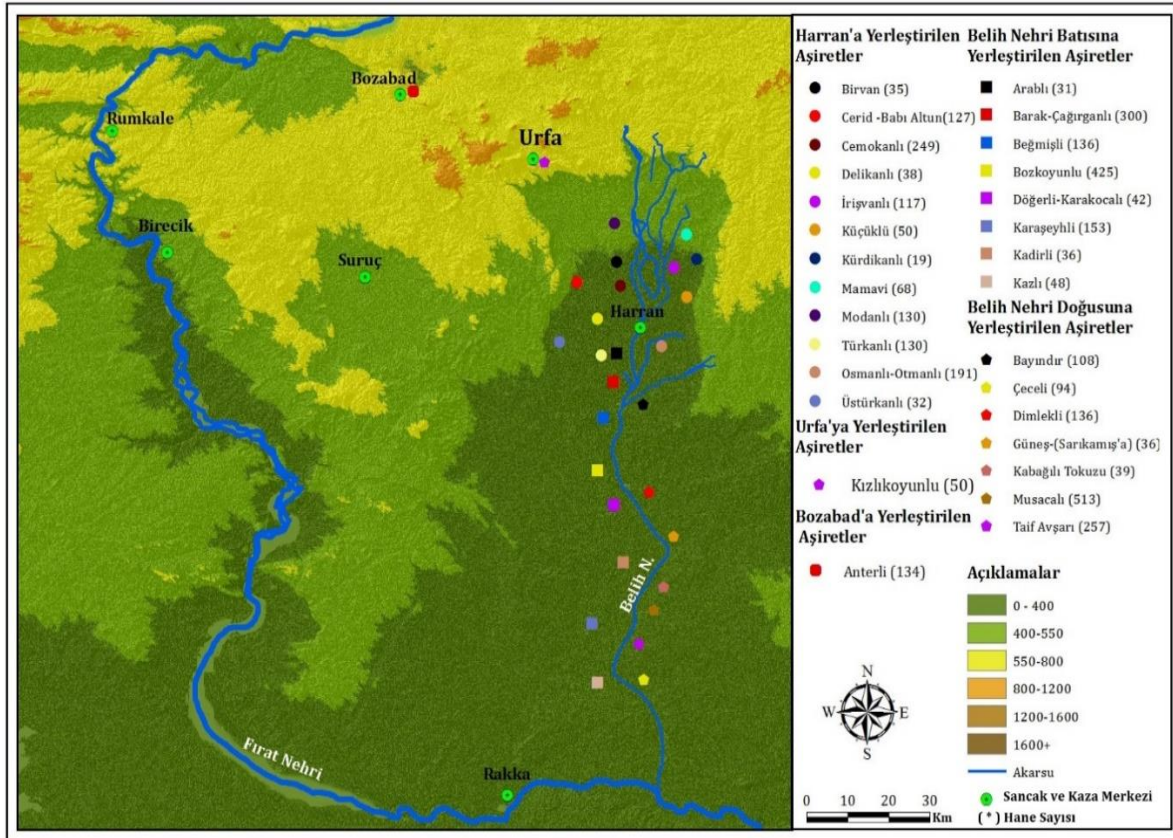 Bozabad
Rumkale
Urfa
Birecik
Suruç
Harran
Belih N.
Fırat Nehri
Rakka
Harran'a Yerleştirilen
Aşiretler
Birvan (35)
Cerid -Babı Altun(127)
Cemokanlı (249)
Delikanlı (38)
İrişvanlı (117)
Küçüklü (50)
Kürdikanlı (19)
Mamavi (68)
Modanlı (130)
Türkanlı (130)
Osmanlı-Otmanlı (191)
Üstürkanlı (32)
Urfa'ya Yerleştirilen
Aşiretler
Kızlıkoyunlu (50)
Bozabad'a Yerleştirilen
Aşiretler
Anterli (134)
Belih Nehri Batısına
Yerleştirilen Aşiretler
Arablı (31)
Barak-Çağırganlı (300)
Beğmişli (136)
Bozkoyunlu (425)
Döğerli-Karakocalı (42)
Karaşeyhli (153)
Kadirli (36)
Kazlı (48)
Belih Nehri Doğusuna
Yerleştirilen Aşiretler
Bayındır (108)
Çeceli (94)
Dimlekli (136)
Güneş-(Sarıkamış'a) (36)
Kabağılı Tokuzu (39)
Musacalı (513)
Taif Avşarı (257)
Açıklamalar
0 - 400
400-550
550-800
800-1200
1200-1600
1600+
Akarsu
Sancak ve Kaza Merkezi
( * ) Hane Sayısı
N
W E
S
0 10 20 30
Km